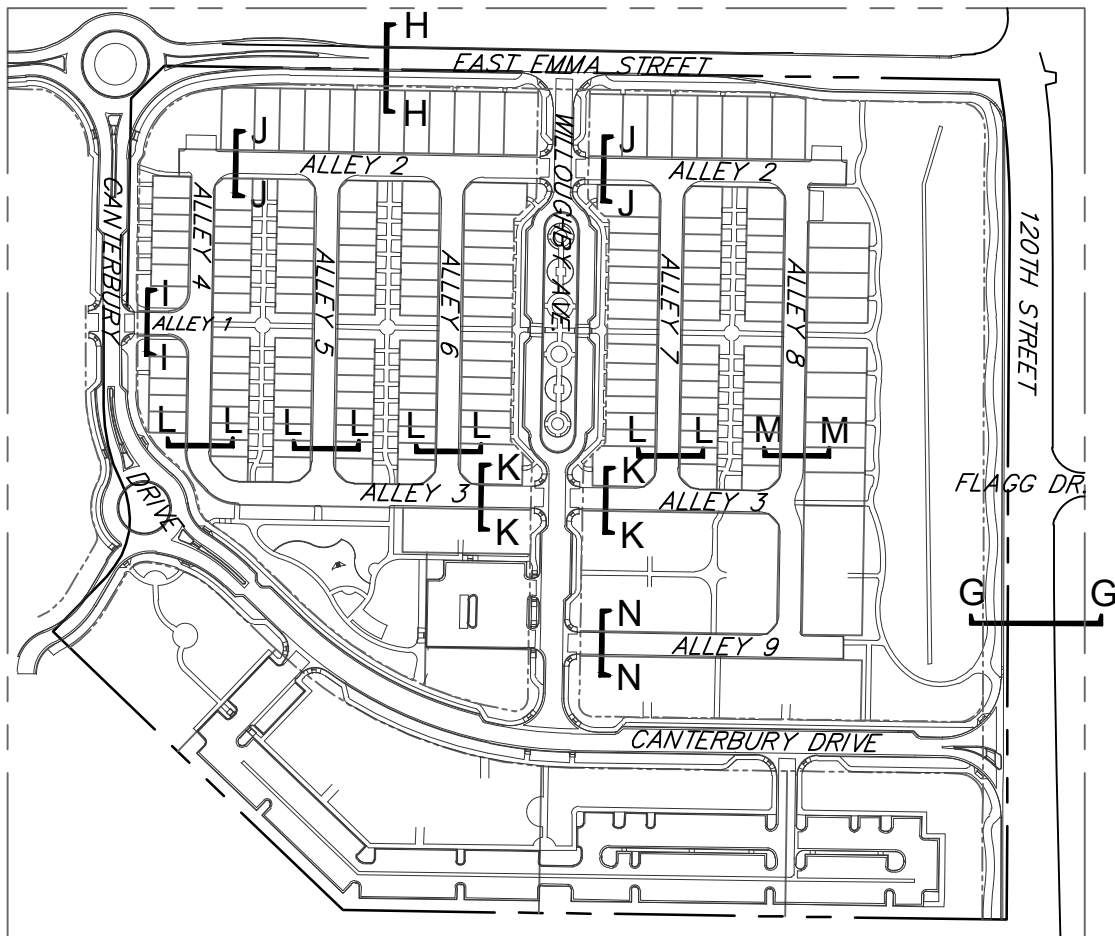 H
EAST EMMA STREET
H
J
J
ALLEY 2
ALLEY 2
WILLOUGHBY AVE
CANTERBURY
ALLEY 4
J
J
120TH STREET
ALLEY 5
ALLEY 6
ALLEY 7
ALLEY 8
I
ALLEY 1
I
L L L L L L L L M M
K K
DRIVE
ALLEY 3
ALLEY 3
FLAGG DR.
K K
G G
N
ALLEY 9
N
CANTERBURY DRIVE